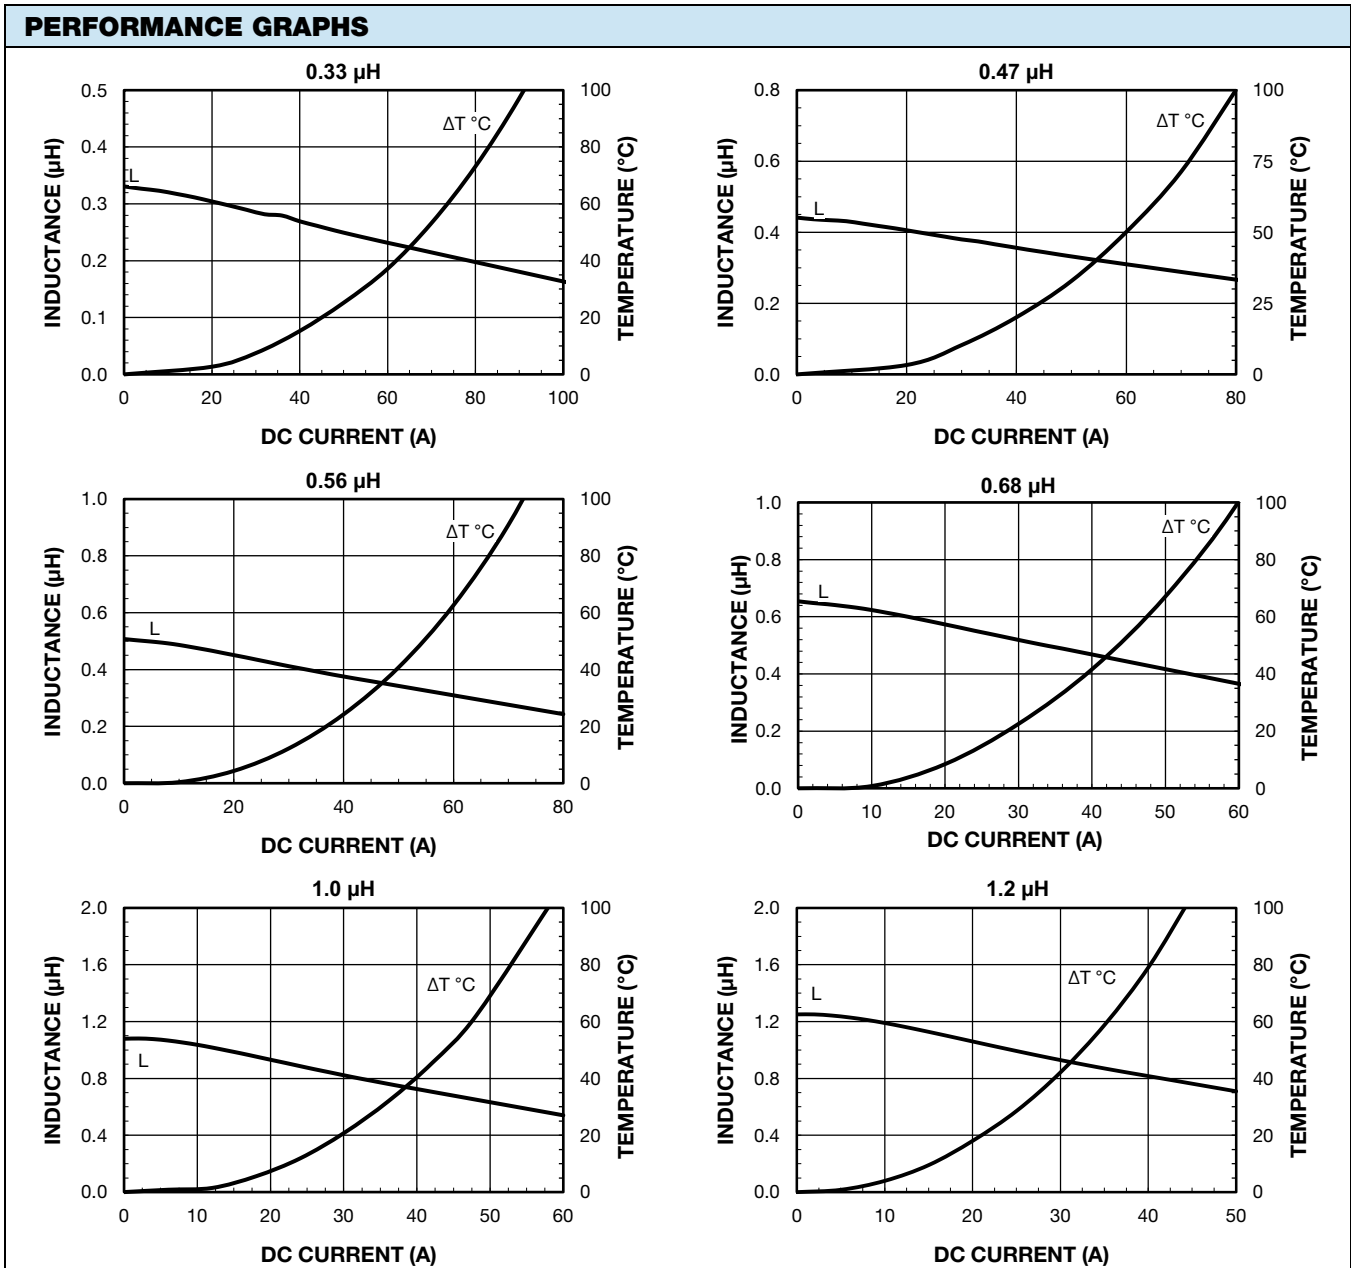 PERFORMANCE GRAPHS
0.33 µH
0.5
0.4
0.3
0.2
0.1
0.0
INDUCTANCE (µH)
L
ΔT °C
100
80
60
40
20
0
TEMPERATURE (°C)
0 20 40 60 80 100
DC CURRENT (A)
0.47 µH
0.8
0.6
0.4
0.2
0.0
INDUCTANCE (µH)
L
ΔT °C
100
75
50
25
0
TEMPERATURE (°C)
0 20 40 60 80
DC CURRENT (A)
0.56 µH
1.0
0.8
0.6
0.4
0.2
0.0
INDUCTANCE (µH)
L
ΔT °C
100
80
60
40
20
0
TEMPERATURE (°C)
0 20 40 60 80
DC CURRENT (A)
0.68 µH
1.0
0.8
0.6
0.4
0.2
0.0
INDUCTANCE (µH)
L
ΔT °C
100
80
60
40
20
0
TEMPERATURE (°C)
0 10 20 30 40 50 60
DC CURRENT (A)
1.0 µH
2.0
1.6
1.2
0.8
0.4
0.0
INDUCTANCE (µH)
L
ΔT °C
100
80
60
40
20
0
TEMPERATURE (°C)
0 10 20 30 40 50 60
DC CURRENT (A)
1.2 µH
2.0
1.6
1.2
0.8
0.4
0.0
INDUCTANCE (µH)
L
ΔT °C
100
80
60
40
20
0
TEMPERATURE (°C)
0 10 20 30 40 50
DC CURRENT (A)